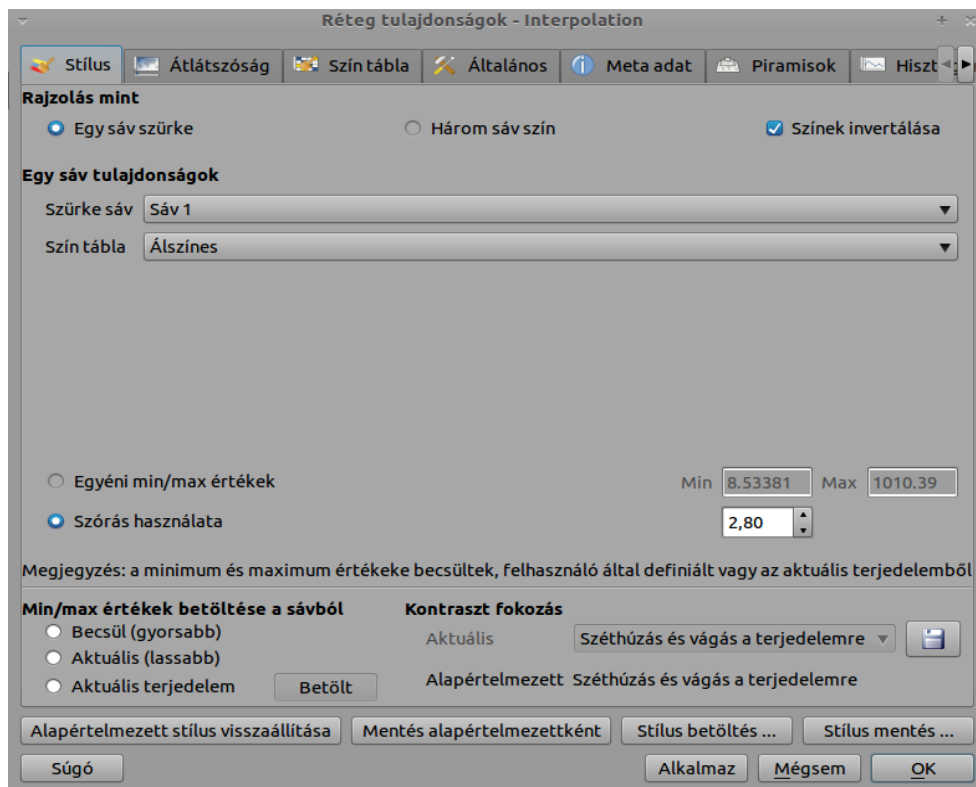 Réteg tulajdonságok - Interpolation
Stílus Átlátszóság Szín tábla Általános Meta adat Piramisok
Rajzolás mint
Egy sáv szürke Három sáv szín Színek invertálása
Egy sáv tulajdonságok
Szürke sáv Sáv 1
Szín tábla Álszínes
Egyéni min/max értékek Min 8.53381 Max 1010.39
Szórás használata 2,80
Megjegyzés: a minimum és maximum értékeke becsültek, felhasználó által definiált vagy az aktuális terjedelemből
Min/max értékek betöltése a sávból Kontraszt fokozás
Becsül (gyorsabb)
Aktuális Széthúzás és vágás a terjedelemre
Aktuális (lassabb)
Aktuális terjedelem Betölt Alapértelmezett Széthúzás és vágás a terjedelemre
Alapértelmezett stílus visszaállítása Mentés alapértelmezettként Stílus betöltés ... Stílus mentés ...
Súgó Alkalmaz Mégsem OK